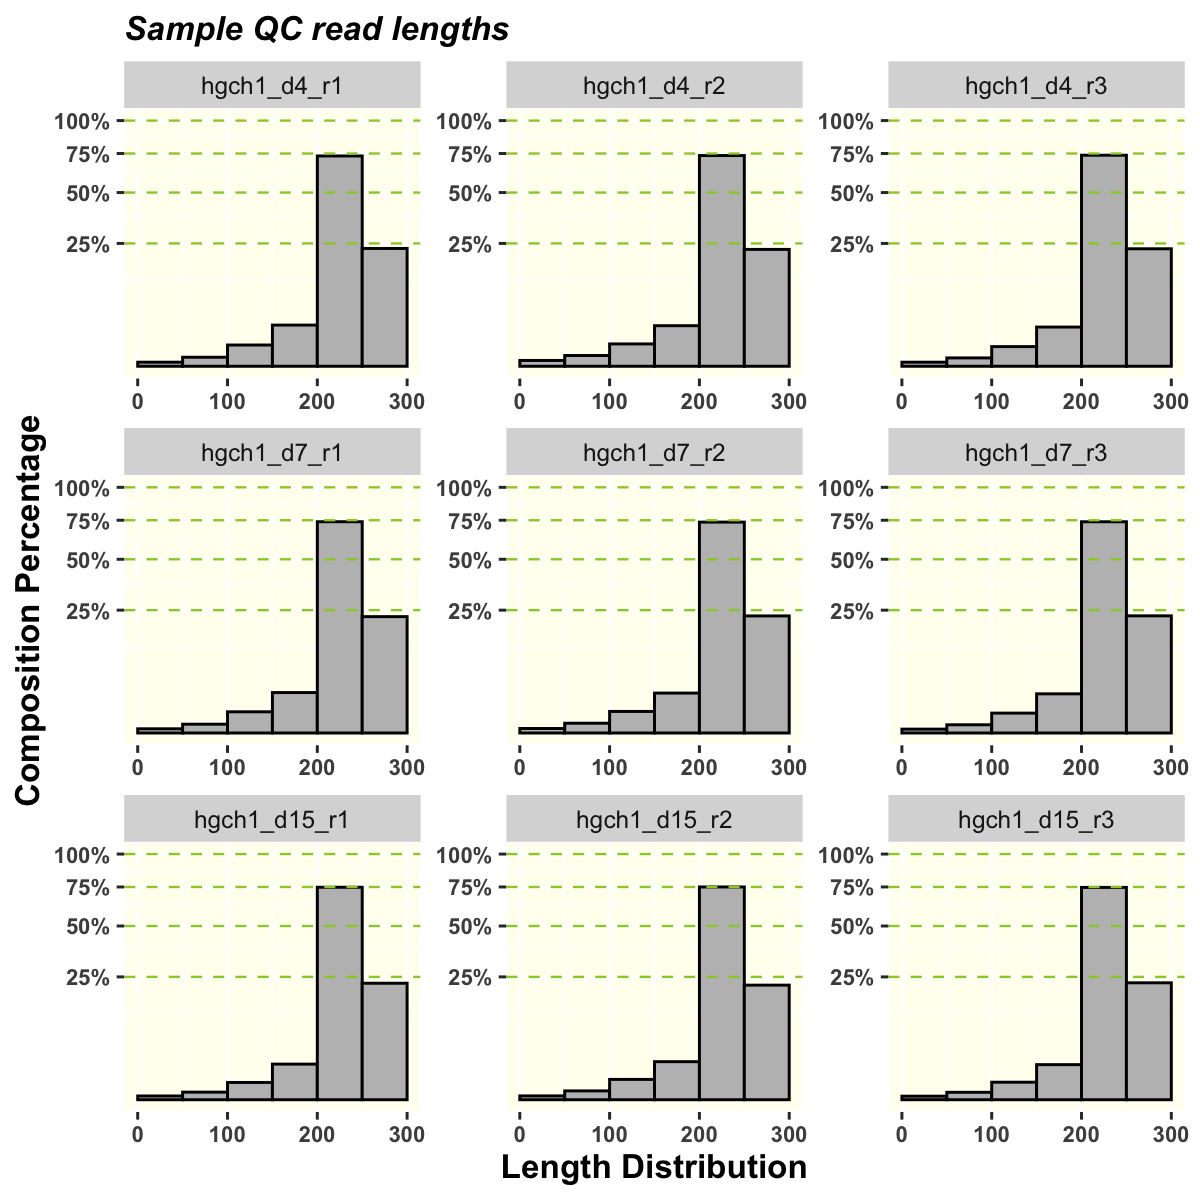 Sample QC read lengths
hgch1_d4_r1 hgch1_d4_r2 hgch1_d4_r3
100% 100% 100%
75% 75% 75%
50% 50% 50%
25% 25% 25%
0 100 200 300 0 100 200 300 0 100 200 300
Composition Percentage
hgch1_d7_r1 hgch1_d7_r2 hgch1_d7_r3
100% 100% 100%
75% 75% 75%
50% 50% 50%
25% 25% 25%
0 100 200 300 0 100 200 300 0 100 200 300
hgch1_d15_r1 hgch1_d15_r2 hgch1_d15_r3
100% 100% 100%
75% 75% 75%
50% 50% 50%
25% 25% 25%
0 100 200 300 0 100 200 300 0 100 200 300
Length Distribution